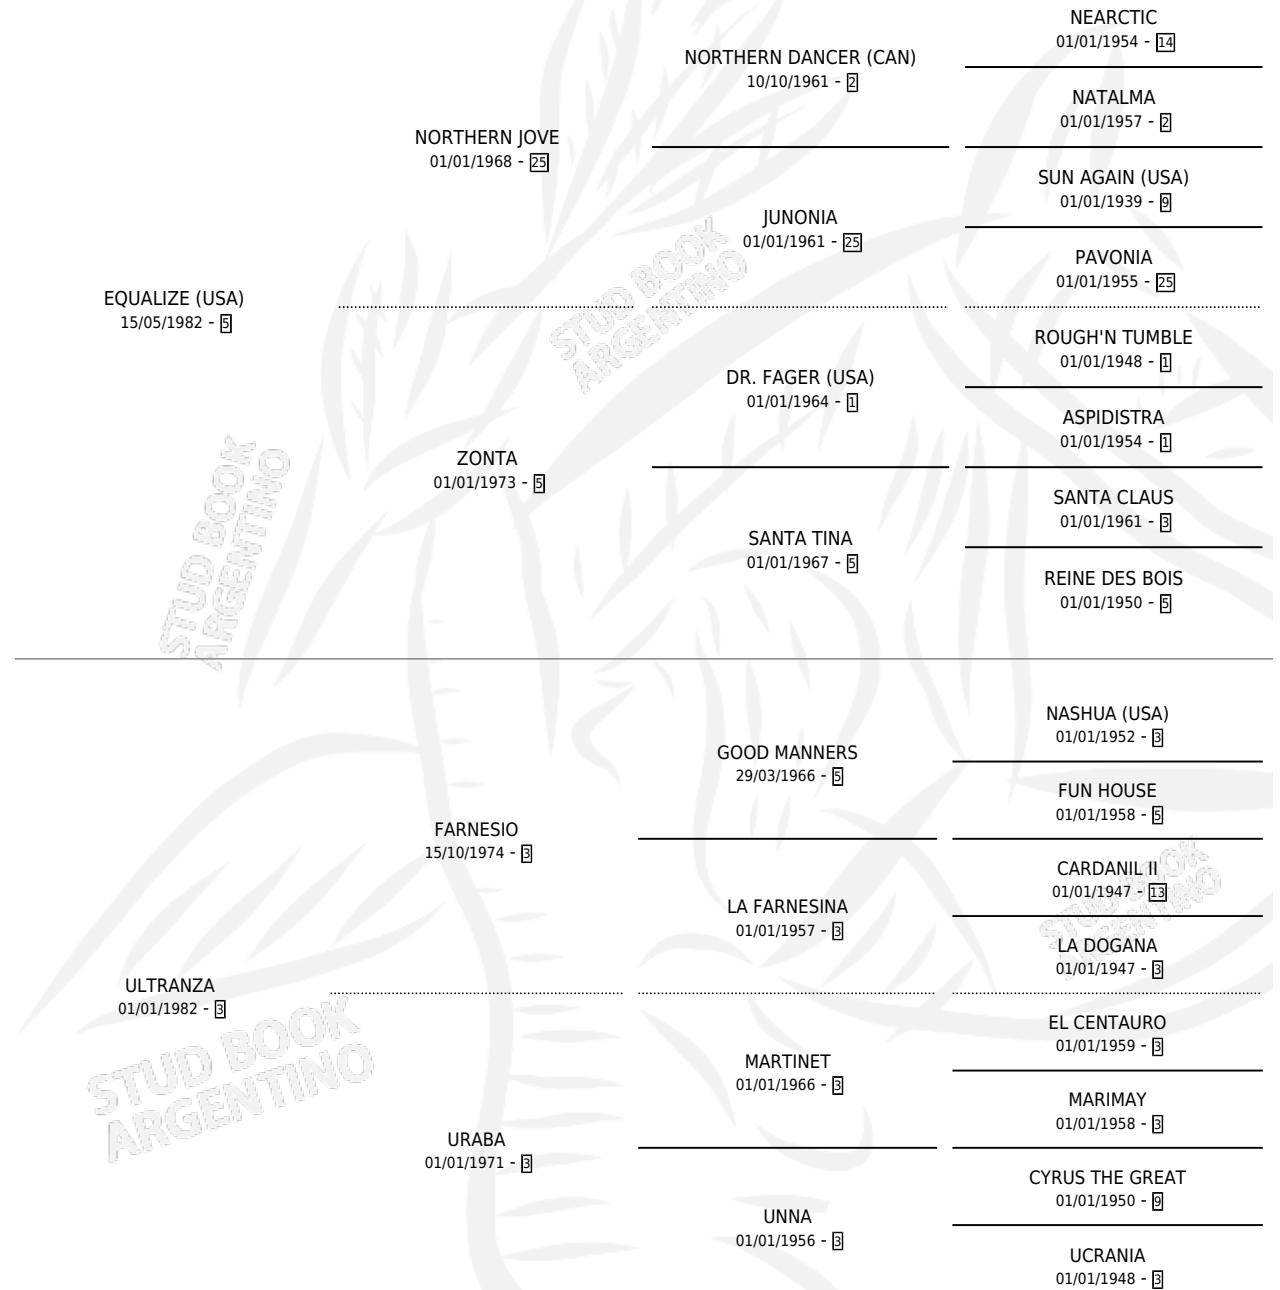 NEARCTIC
01/01/1954 - 14
NORTHERN DANCER (CAN)
10/10/1961 - 2
NATALMA
01/01/1957 - 2
NORTHERN JOVE
01/01/1968 - 25
SUN AGAIN (USA)
01/01/1939 - 9
JUNONIA
01/01/1961 - 25
PAVONIA
01/01/1955 - 25
EQUALIZE (USA)
15/05/1982 - 5
STUD BOOK
ARGENTINO
ROUGH'N TUMBLE
01/01/1948 - 1
DR. FAGER (USA)
01/01/1964 - 1
ASPIDISTRA
01/01/1954 - 1
ZONTA
01/01/1973 - 5
SANTA CLAUS
01/01/1961 - 3
SANTA TINA
01/01/1967 - 5
REINE DES BOIS
01/01/1950 - 5
STUD BOOK
ARGENTINO
NASHUA (USA)
01/01/1952 - 3
GOOD MANNERS
29/03/1966 - 5
FUN HOUSE
01/01/1958 - 5
FARNESIO
15/10/1974 - 3
CARDANIL II
01/01/1947 - 13
LA FARNESINA
01/01/1957 - 3
LA DOGANA
01/01/1947 - 3
STUD BOOK
ARGENTINO
ULTRANZA
01/01/1982 - 3
EL CENTAURO
01/01/1959 - 3
MARTINET
01/01/1966 - 3
MARIMAY
01/01/1958 - 3
STUD BOOK
ARGENTINO
URABA
01/01/1971 - 3
CYRUS THE GREAT
01/01/1950 - 9
UNNA
01/01/1956 - 3
UCRANIA
01/01/1948 - 3